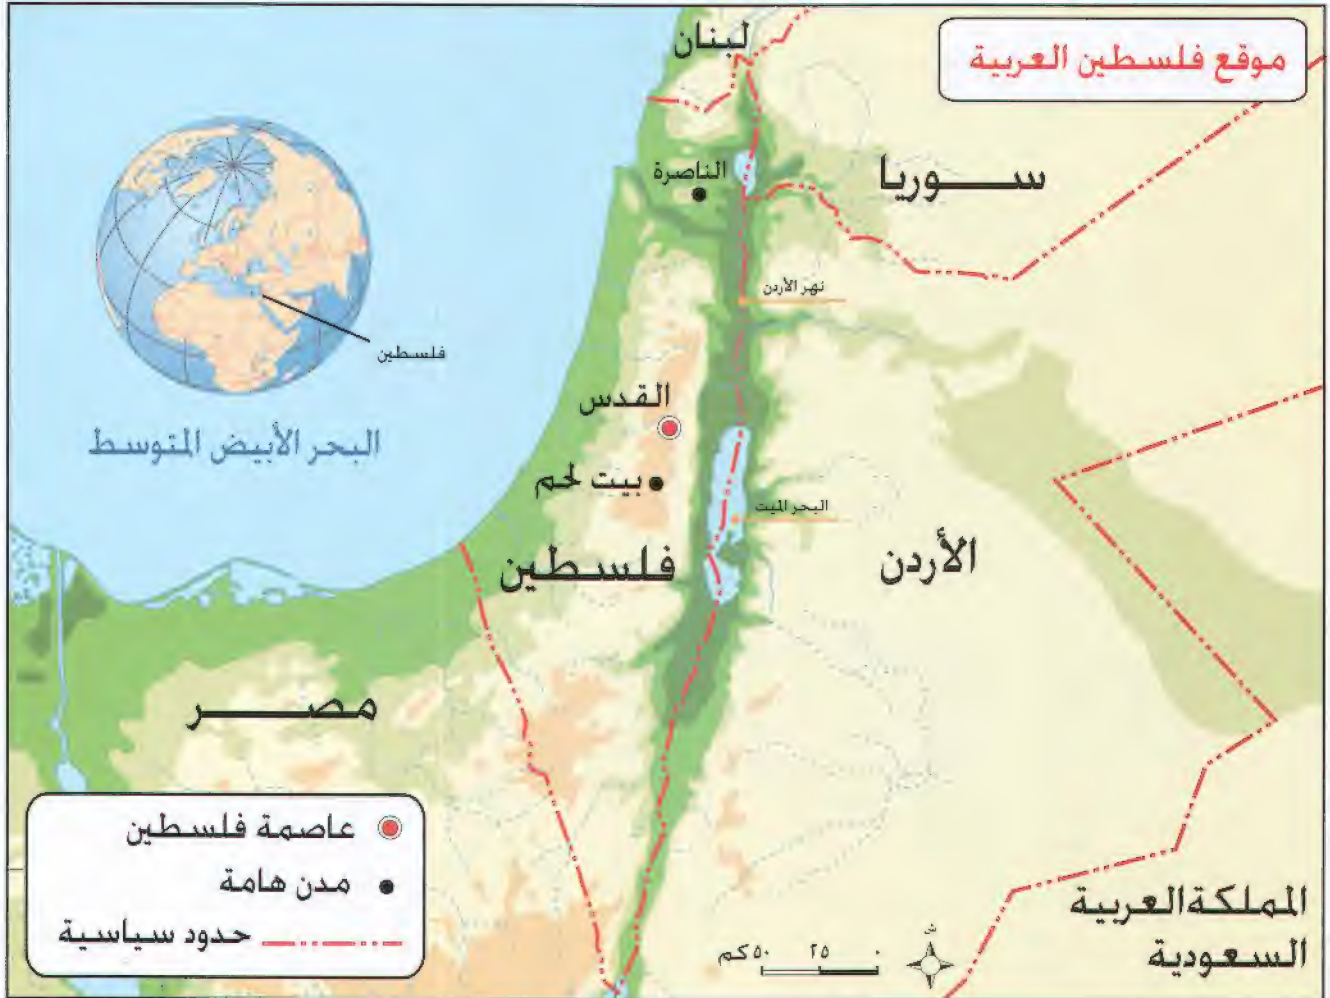 موقع فلسطين العربية
لبنان
سوريا
الناصرة
نهر الأردن
فلسطين
البحر الأبيض المتوسط
القدس
بيت لحم
البحر الميت
فلسطين
الأردن
مصر
عاصمة فلسطين
مدن هامة
حدود سياسية
المملكة العربية
السعودية
ش
٠ ٢٥ ٥٠ كم